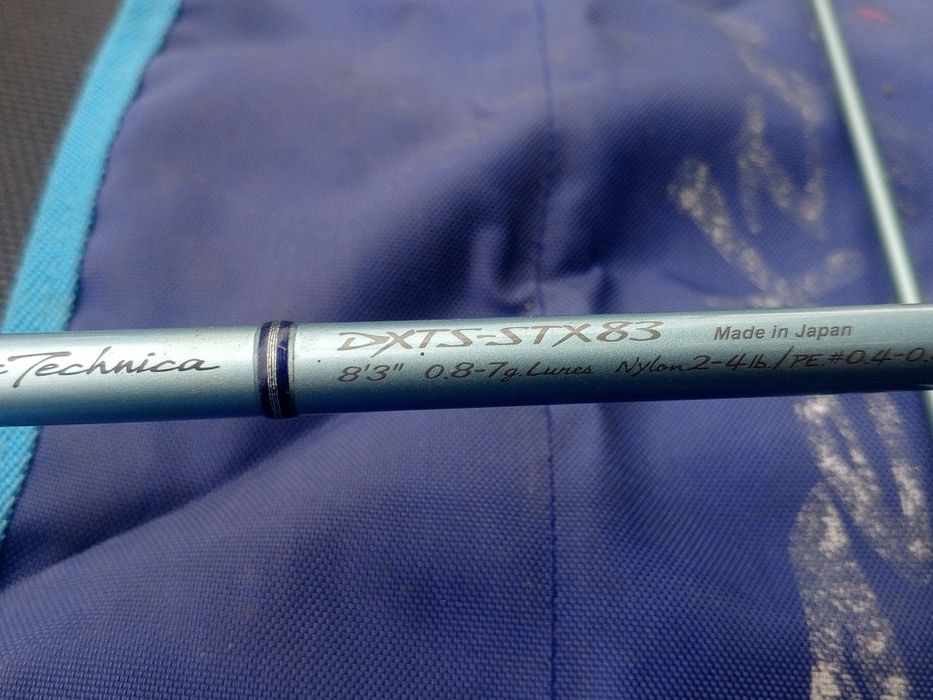 Technica
DXTS-STX83 Made in Japan
8'3" 0.8-7g. Lures Nylon 2-4lb./PE.#0.4-0.